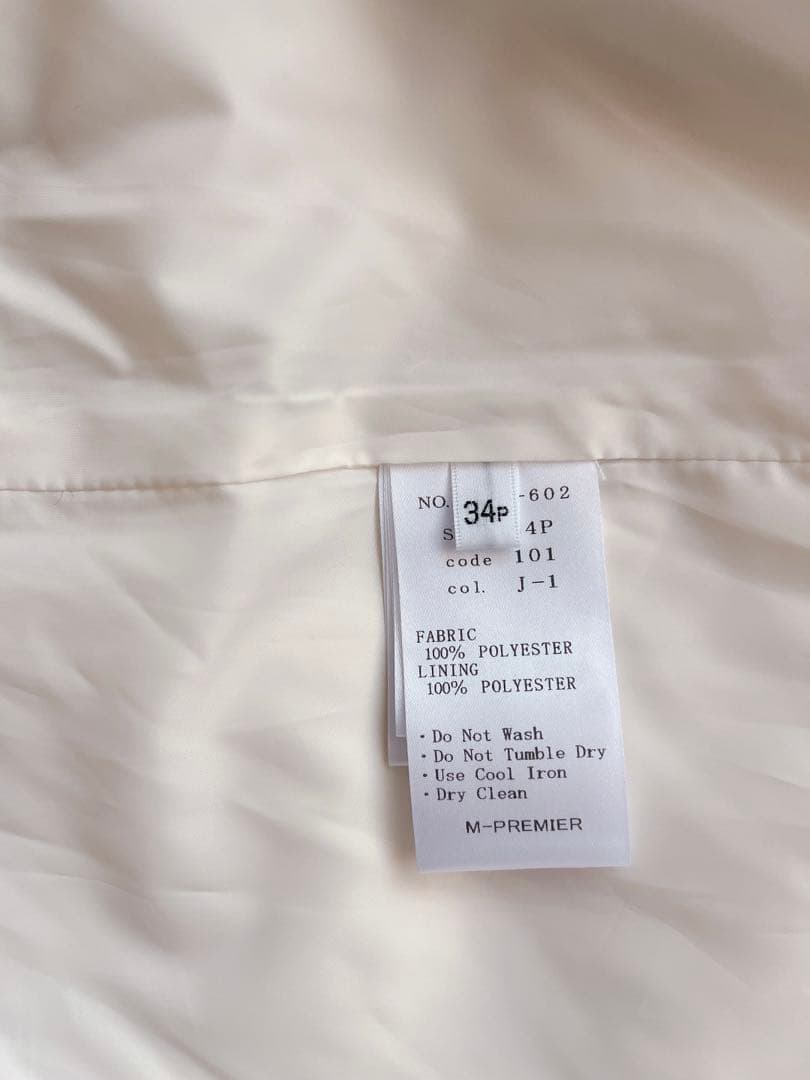 NO. -602
34P
S 4P
code 101
col. J-1
FABRIC
100% POLYESTER
LINING
100% POLYESTER
・Do Not Wash
・Do Not Tumble Dry
・Use Cool Iron
・Dry Clean
M-PREMIER